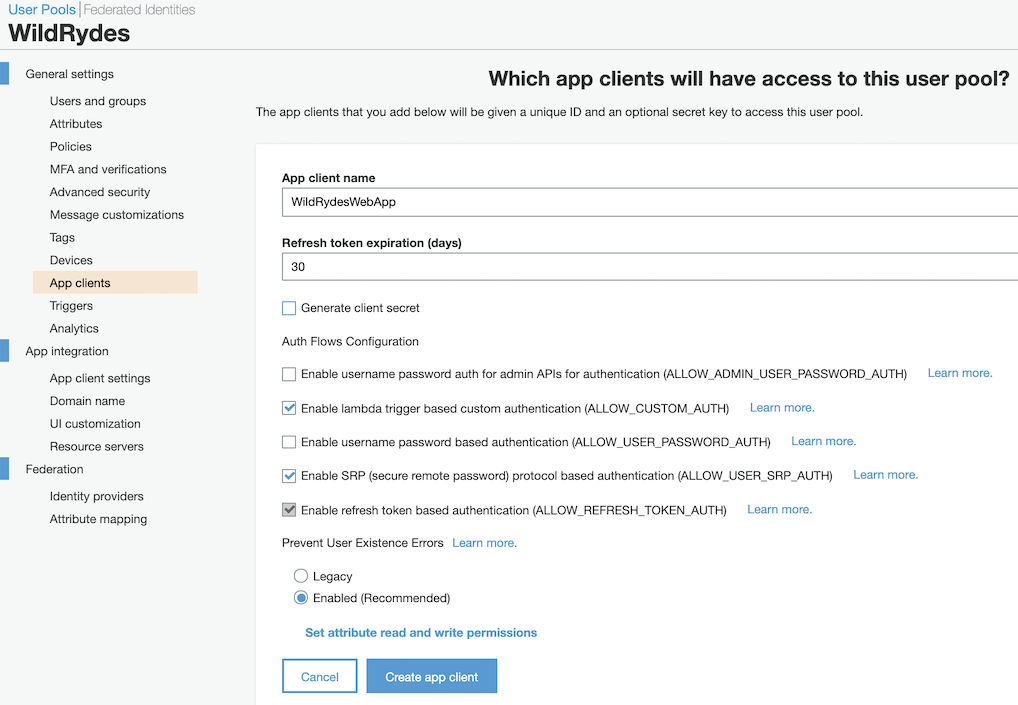 User Pools | Federated Identities
WildRydes
General settings
Users and groups
Attributes
Policies
MFA and verifications
Advanced security
Message customizations
Tags
Devices
App clients
Triggers
Analytics
App integration
App client settings
Domain name
UI customization
Resource servers
Federation
Identity providers
Attribute mapping
Which app clients will have access to this user pool?
The app clients that you add below will be given a unique ID and an optional secret key to access this user pool.
App client name
WildRydesWebApp
Refresh token expiration (days)
30
Generate client secret
Auth Flows Configuration
Enable username password auth for admin APIs for authentication (ALLOW_ADMIN_USER_PASSWORD_AUTH) Learn more.
Enable lambda trigger based custom authentication (ALLOW_CUSTOM_AUTH) Learn more.
Enable username password based authentication (ALLOW_USER_PASSWORD_AUTH) Learn more.
Enable SRP (secure remote password) protocol based authentication (ALLOW_USER_SRP_AUTH) Learn more.
Enable refresh token based authentication (ALLOW_REFRESH_TOKEN_AUTH) Learn more.
Prevent User Existence Errors Learn more.
Legacy
Enabled (Recommended)
Set attribute read and write permissions
Cancel Create app client